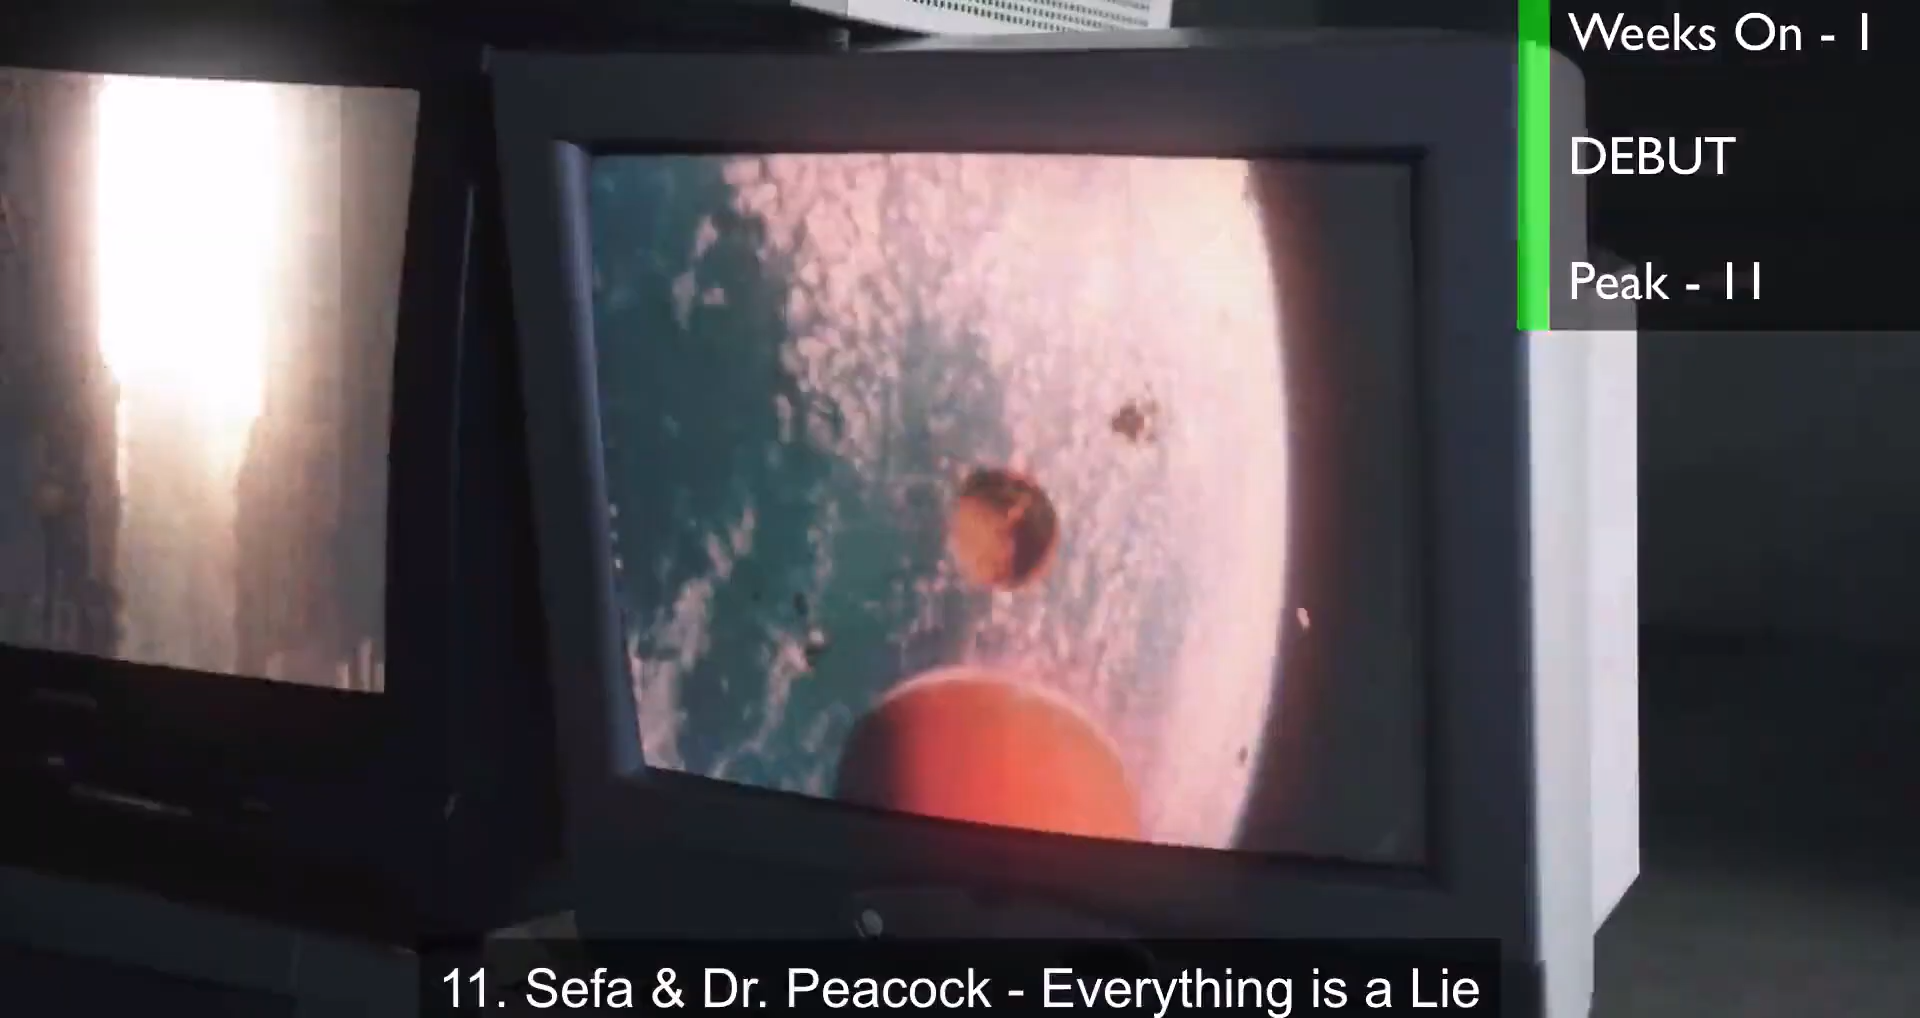 Weeks On - 1
DEBUT
Peak - 11
11. Sefa & Dr. Peacock - Everything is a Lie